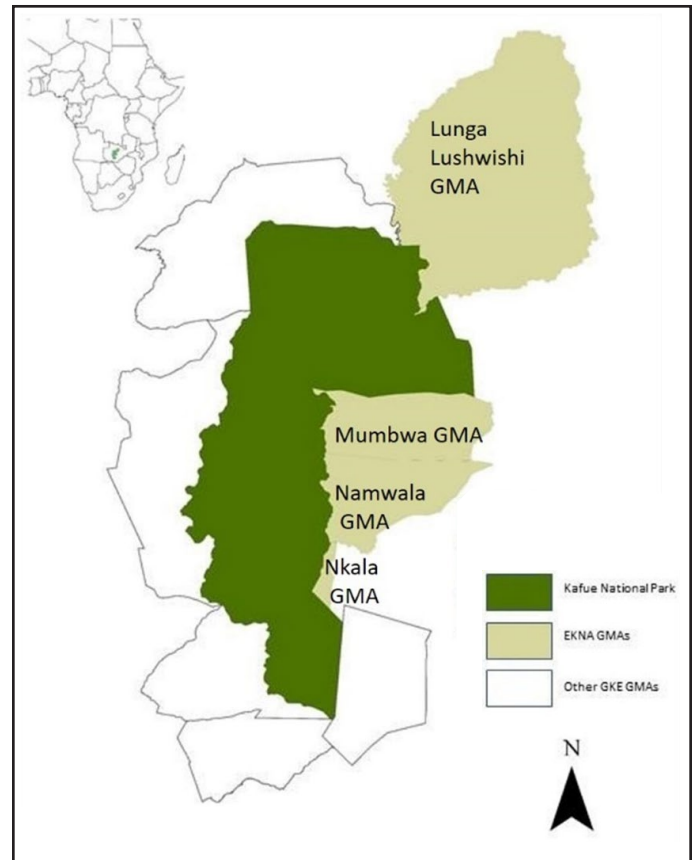 Lunga
Lushwishi
GMA
Mumbwa GMA
Namwala
GMA
Nkala
GMA
Kafue National Park
EKNA GMAs
Other GKE GMAs
N